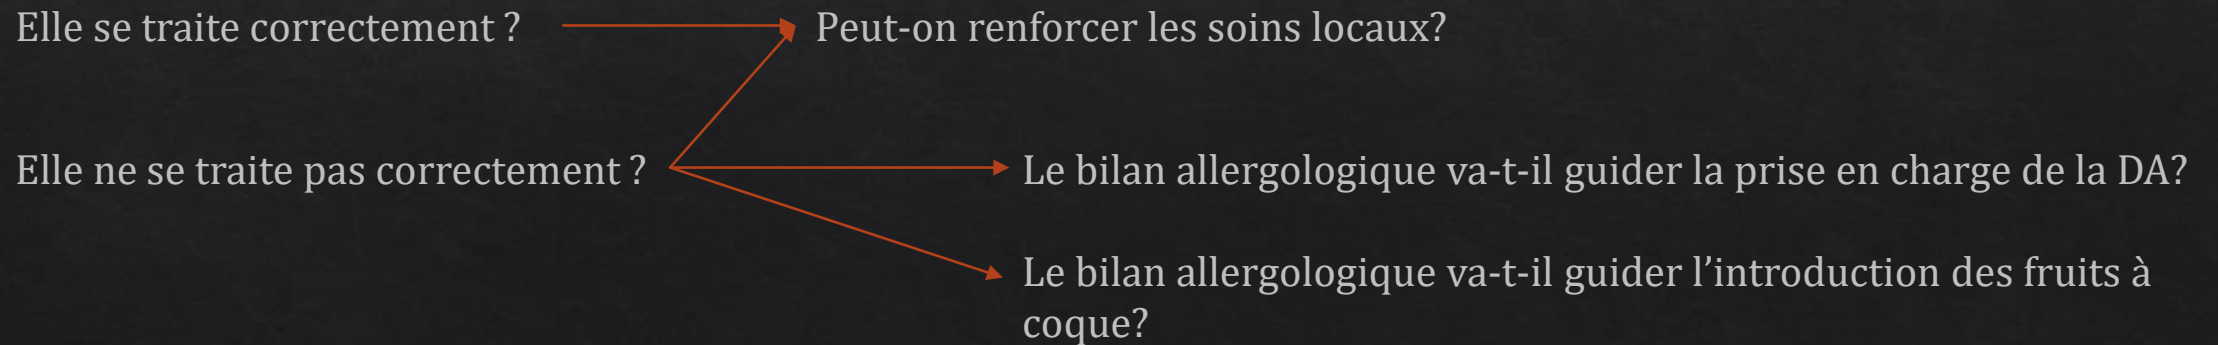 Elle se traite correctement ?
Peut-on renforcer les soins locaux?
Elle ne se traite pas correctement ?
Le bilan allergologique va-t-il guider la prise en charge de la DA?
Le bilan allergologique va-t-il guider l’introduction des fruits à
coque?